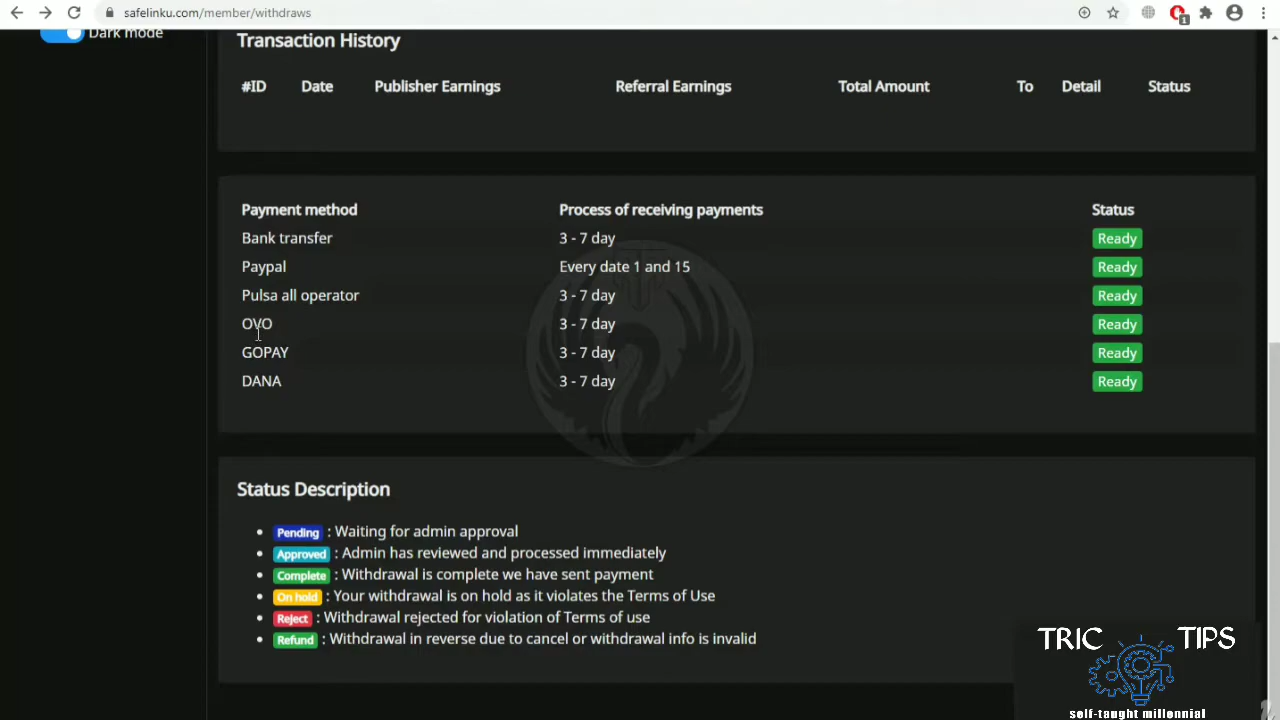 safelinku.com/member/withdraws
1
Dark mode
Transaction History
#ID Date Publisher Earnings Referral Earnings Total Amount To Detail Status
Payment method Process of receiving payments Status
Bank transfer 3 - 7 day Ready
Paypal Every date 1 and 15 Ready
Pulsa all operator 3 - 7 day Ready
OVO 3 - 7 day Ready
GOPAY 3 - 7 day Ready
DANA 3 - 7 day Ready
Status Description
Pending : Waiting for admin approval
Approved : Admin has reviewed and processed immediately
Complete : Withdrawal is complete we have sent payment
On hold : Your withdrawal is on hold as it violates the Terms of Use
Reject : Withdrawal rejected for violation of Terms of use
Refund : Withdrawal in reverse due to cancel or withdrawal info is invalid
TRIC TIPS
self-taught millennial